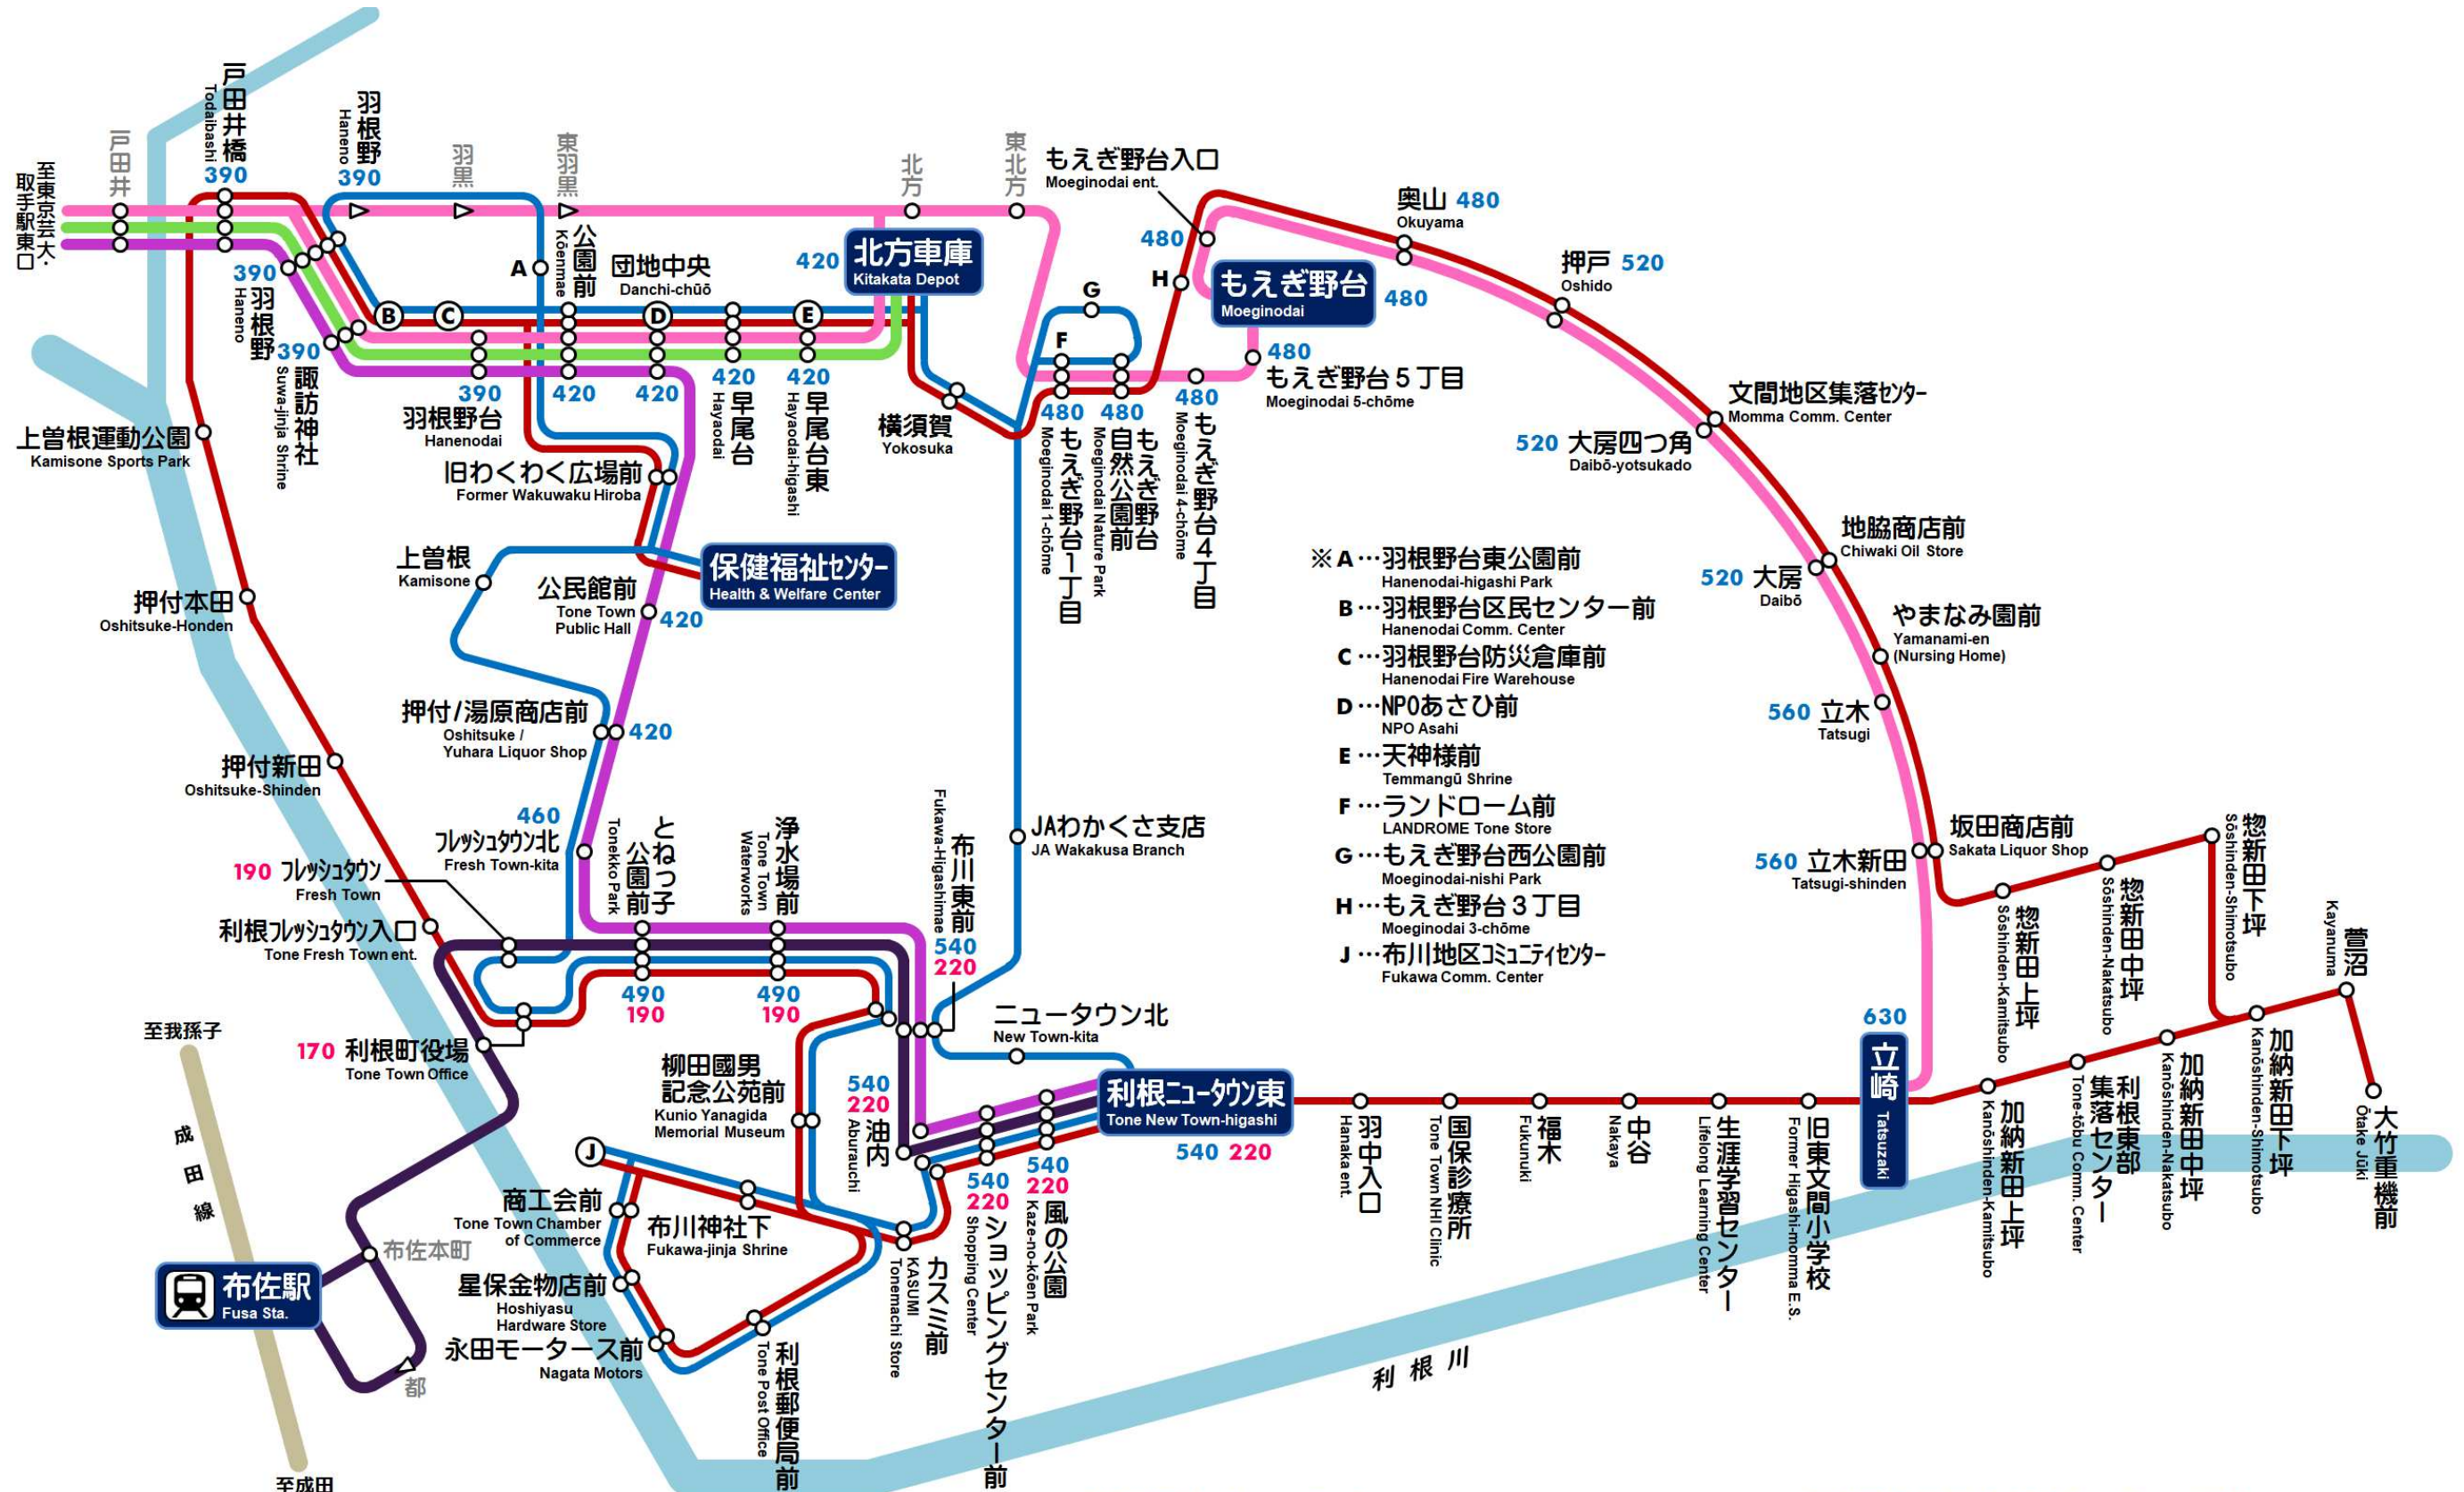 至東京芸大・
取手駅東口
戸田井
戸田井橋
Todaibashi
390
羽根野
Haneno
390
羽黒
東羽黒
北方
東北方
390
羽根野
Haneno
390
諏訪神社
Suwa-jinja Shrine
A
B
C
D
E
公園前
Kōenmae
420
団地中央
Danchi-chūō
420
390
羽根野台
Hanenodai
420
早尾台
Hayaodai
420
早尾台東
Hayaodai-higashi
420
北方車庫
Kitakata Depot
横須賀
Yokosuka
F
G
H
480
もえぎ野台1丁目
Moeginodai 1-chōme
480
もえぎ野台
自然公園前
Moeginodai Nature Park
480
もえぎ野台4丁目
Moeginodai 4-chōme
480
もえぎ野台5丁目
Moeginodai 5-chōme
もえぎ野台入口
Moeginodai ent.
480
もえぎ野台
Moeginodai
480
奥山 480
Okuyama
押戸 520
Oshido
文間地区集落センター
Momma Comm. Center
520 大房四つ角
Daibō-yotsukado
地脇商店前
Chiwaki Oil Store
520 大房
Daibō
やまなみ園前
Yamanami-en
(Nursing Home)
560 立木
Tatsugi
坂田商店前
Sakata Liquor Shop
560 立木新田
Tatsugi-shinden
惣新田上坪
Sōshinden-Kamitsubo
惣新田中坪
Sōshinden-Nakatsubo
惣新田下坪
Sōshinden-Shimotsubo
萱沼
Kayanuma
大竹重機前
Ōtake Jūki
加納新田下坪
Kanōshinden-Shimotsubo
加納新田中坪
Kanōshinden-Nakatsubo
利根東部
集落センター
Tone-tōbu Comm. Center
加納新田上坪
Kanōshinden-Kamitsubo
630
立崎
Tatsuzaki
旧東文間小学校
Former Higashi-momma E.S.
生涯学習センター
Lifelong Learning Center
中谷
Nakaya
福木
Fukunuki
国保診療所
Tone Town NHI Clinic
羽中入口
Hanaka ent.
利根ニュータウン東
Tone New Town-higashi
540 220
ニュータウン北
New Town-kita
JAわかくさ支店
JA Wakakusa Branch
布川東前
Fukawa-Higashimae
540
220
540
220
風の公園
Kaze-no-kōen Park
540
220
ショッピングセンター前
Shopping Center
540
220
油内
Aburauchi
カスミ前
KASUMI
Tonemachi Store
上曽根運動公園
Kamisone Sports Park
押付本田
Oshitsuke-Honden
押付新田
Oshitsuke-Shinden
旧わくわく広場前
Former Wakuwaku Hiroba
保健福祉センター
Health & Welfare Center
上曽根
Kamisone
公民館前
Tone Town
Public Hall
420
押付/湯原商店前
Oshitsuke /
Yuhara Liquor Shop
420
460
フレッシュタウン北
Fresh Town-kita
190 フレッシュタウン
Fresh Town
利根フレッシュタウン入口
Tone Fresh Town ent.
170 利根町役場
Tone Town Office
とねっ子
公園前
Tonekko Park
490
190
浄水場前
Tone Town
Waterworks
490
190
柳田國男
記念公苑前
Kunio Yanagida
Memorial Museum
J
商工会前
Tone Town Chamber
of Commerce
布川神社下
Fukawa-jinja Shrine
星保金物店前
Hoshiyasu
Hardware Store
永田モータース前
Nagata Motors
利根郵便局前
Tone Post Office
至我孫子
成田線
布佐駅
Fusa Sta.
布佐本町
都
至成田
利根川
※A…羽根野台東公園前
Hanenodai-higashi Park
B…羽根野台区民センター前
Hanenodai Comm. Center
C…羽根野台防災倉庫前
Hanenodai Fire Warehouse
D…NPOあさひ前
NPO Asahi
E…天神様前
Temmangū Shrine
F…ランドローム前
LANDROME Tone Store
G…もえぎ野台西公園前
Moeginodai-nishi Park
H…もえぎ野台3丁目
Moeginodai 3-chōme
J…布川地区コミュニティセンター
Fukawa Comm. Center